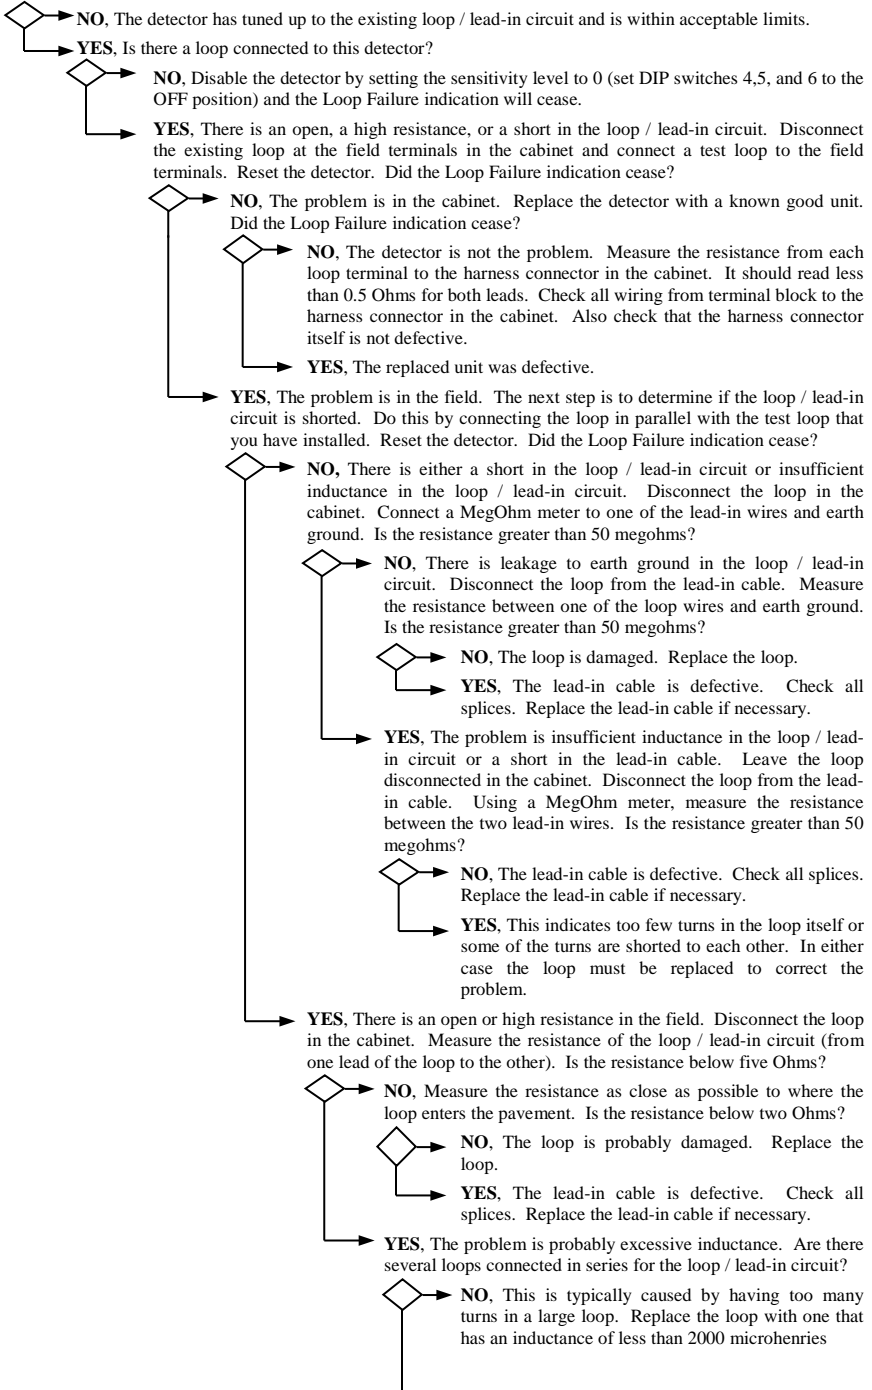 NO, The detector has tuned up to the existing loop / lead-in circuit and is within acceptable limits.
YES, Is there a loop connected to this detector?
NO, Disable the detector by setting the sensitivity level to 0 (set DIP switches 4,5, and 6 to the
OFF position) and the Loop Failure indication will cease.
YES, There is an open, a high resistance, or a short in the loop / lead-in circuit. Disconnect
the existing loop at the field terminals in the cabinet and connect a test loop to the field
terminals. Reset the detector. Did the Loop Failure indication cease?
NO, The problem is in the cabinet. Replace the detector with a known good unit.
Did the Loop Failure indication cease?
NO, The detector is not the problem. Measure the resistance from each
loop terminal to the harness connector in the cabinet. It should read less
than 0.5 Ohms for both leads. Check all wiring from terminal block to the
harness connector in the cabinet. Also check that the harness connector
itself is not defective.
YES, The replaced unit was defective.
YES, The problem is in the field. The next step is to determine if the loop / lead-in
circuit is shorted. Do this by connecting the loop in parallel with the test loop that
you have installed. Reset the detector. Did the Loop Failure indication cease?
NO, There is either a short in the loop / lead-in circuit or insufficient
inductance in the loop / lead-in circuit. Disconnect the loop in the
cabinet. Connect a MegOhm meter to one of the lead-in wires and earth
ground. Is the resistance greater than 50 megohms?
NO, There is leakage to earth ground in the loop / lead-in
circuit. Disconnect the loop from the lead-in cable. Measure
the resistance between one of the loop wires and earth ground.
Is the resistance greater than 50 megohms?
NO, The loop is damaged. Replace the loop.
YES, The lead-in cable is defective. Check all
splices. Replace the lead-in cable if necessary.
YES, The problem is insufficient inductance in the loop / lead-
in circuit or a short in the lead-in cable. Leave the loop
disconnected in the cabinet. Disconnect the loop from the lead-
in cable. Using a MegOhm meter, measure the resistance
between the two lead-in wires. Is the resistance greater than 50
megohms?
NO, The lead-in cable is defective. Check all splices.
Replace the lead-in cable if necessary.
YES, This indicates too few turns in the loop itself or
some of the turns are shorted to each other. In either
case the loop must be replaced to correct the
problem.
YES, There is an open or high resistance in the field. Disconnect the loop
in the cabinet. Measure the resistance of the loop / lead-in circuit (from
one lead of the loop to the other). Is the resistance below five Ohms?
NO, Measure the resistance as close as possible to where the
loop enters the pavement. Is the resistance below two Ohms?
NO, The loop is probably damaged. Replace the
loop.
YES, The lead-in cable is defective. Check all
splices. Replace the lead-in cable if necessary.
YES, The problem is probably excessive inductance. Are there
several loops connected in series for the loop / lead-in circuit?
NO, This is typically caused by having too many
turns in a large loop. Replace the loop with one that
has an inductance of less than 2000 microhenries